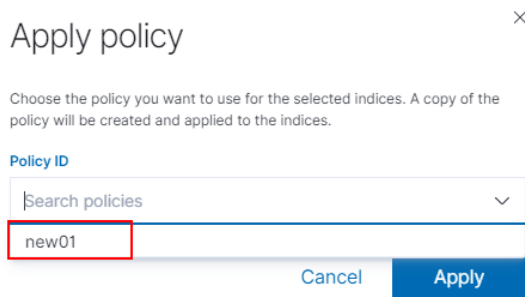 Apply policy
Choose the policy you want to use for the selected indices. A copy of the
policy will be created and applied to the indices.
Policy ID
Search policies
new01
Cancel
Apply